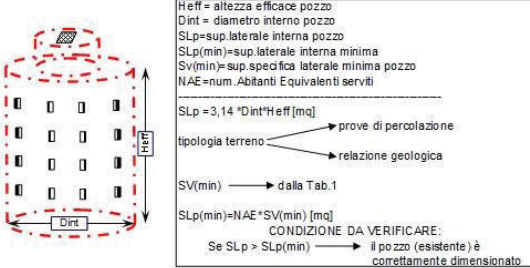 Heff = altezza efficace pozzo
Dint = diametro interno pozzo
SLp=sup.laterale interna pozzo
SLp(min)=sup.laterale interna minima
Sv(min)=sup.specifica laterale minima pozzo
NAE=num.Abitanti Equivalenti serviti
SLp =3,14 *Dint*Heff [mq]
prove di percolazione
tipologia terreno
relazione geologica
SV(min) dalla Tab.1
SLp(min)=NAE*SV(min) [mq]
CONDIZIONE DA VERIFICARE:
Se SLp > SLp(min) il pozzo (esistente) è
correttamente dimensionato
Heff
Dint